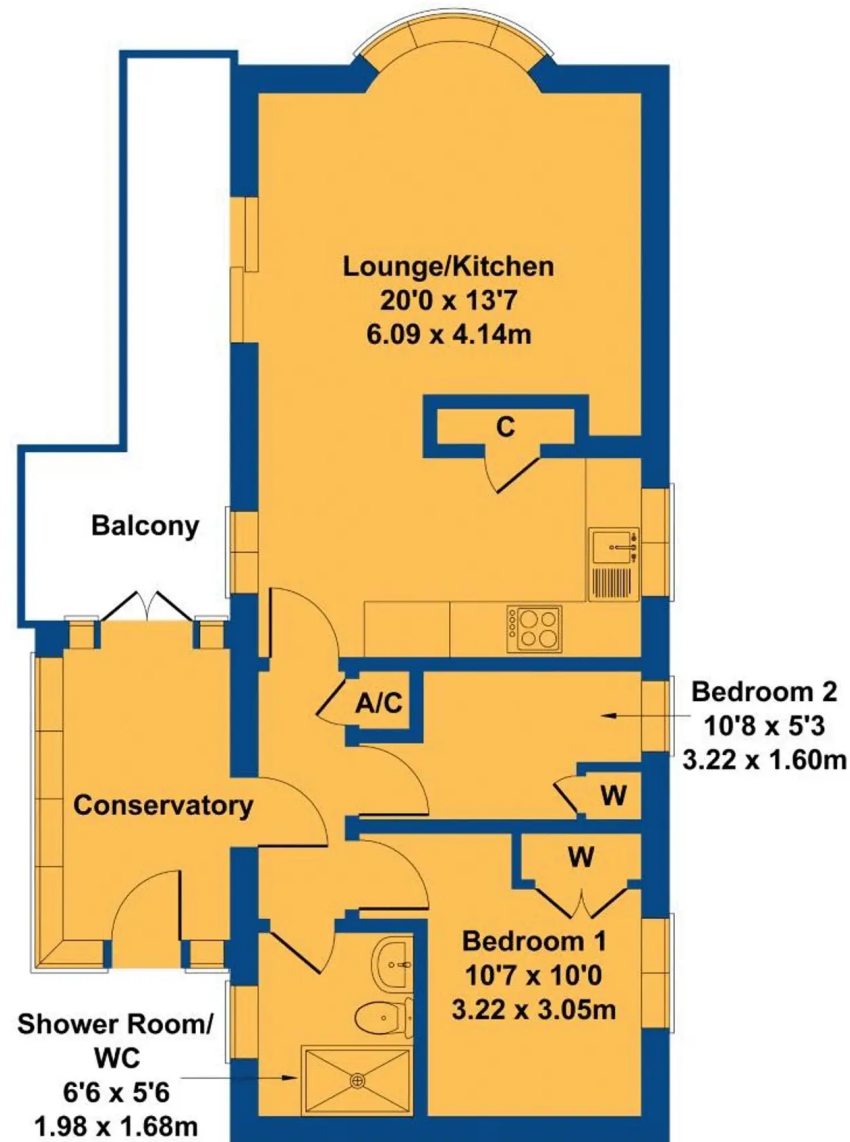 Lounge/Kitchen
20'0 x 13'7
6.09 x 4.14m
C
Balcony
A/C
Bedroom 2
10'8 x 5'3
3.22 x 1.60m
W
Conservatory
W
Bedroom 1
10'7 x 10'0
3.22 x 3.05m
Shower Room/
WC
6'6 x 5'6
1.98 x 1.68m